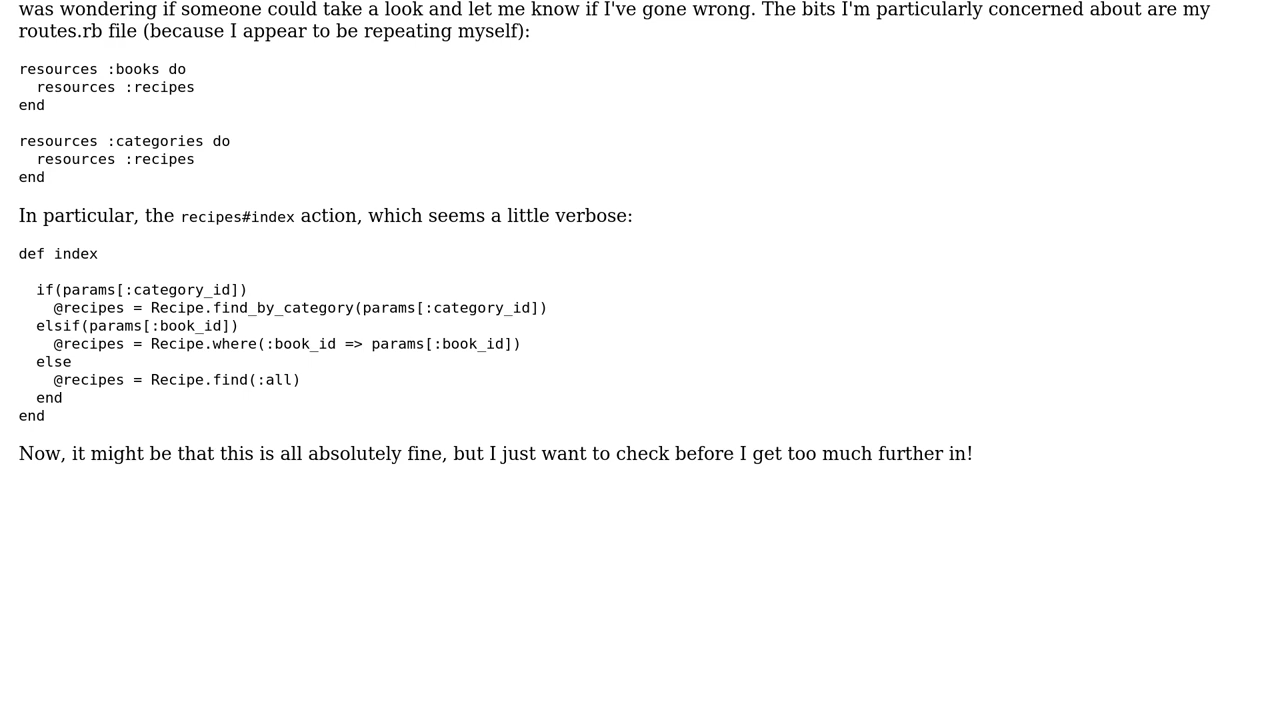 was wondering if someone could take a look and let me know if I've gone wrong. The bits I'm particularly concerned about are my
routes.rb file (because I appear to be repeating myself):
resources :books do
  resources :recipes
end
resources :categories do
  resources :recipes
end
In particular, the recipes#index action, which seems a little verbose:
def index
  if(params[:category_id])
    @recipes = Recipe.find_by_category(params[:category_id])
  elsif(params[:book_id])
    @recipes = Recipe.where(:book_id => params[:book_id])
  else
    @recipes = Recipe.find(:all)
  end
end
Now, it might be that this is all absolutely fine, but I just want to check before I get too much further in!